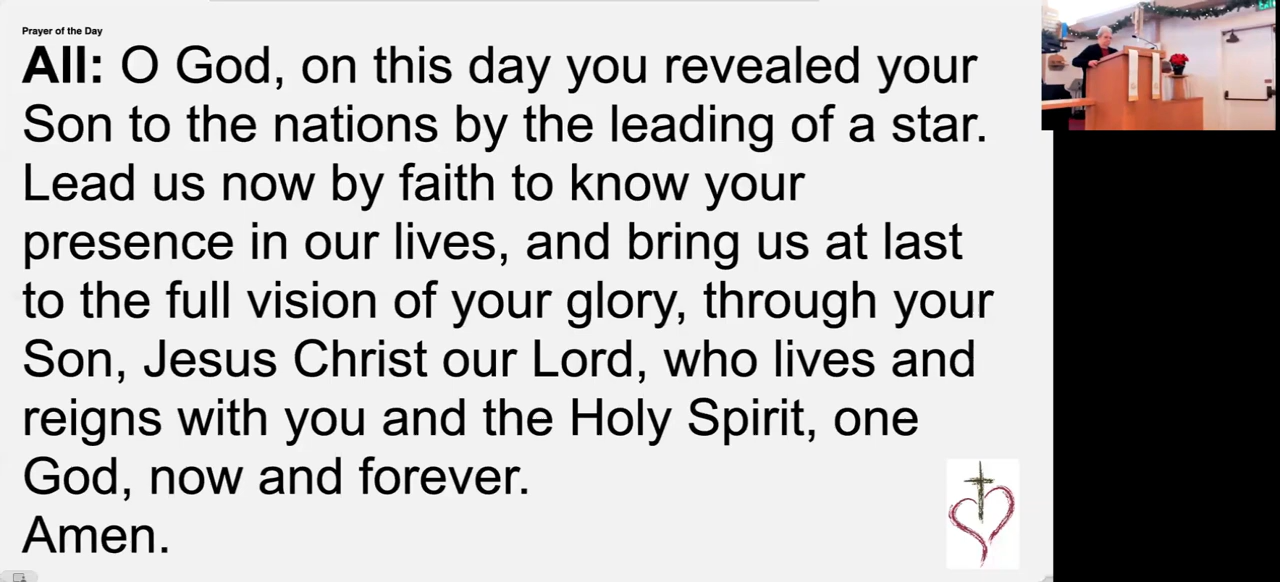 Prayer of the Day
All: O God, on this day you revealed your
Son to the nations by the leading of a star.
Lead us now by faith to know your
presence in our lives, and bring us at last
to the full vision of your glory, through your
Son, Jesus Christ our Lord, who lives and
reigns with you and the Holy Spirit, one
God, now and forever.
Amen.